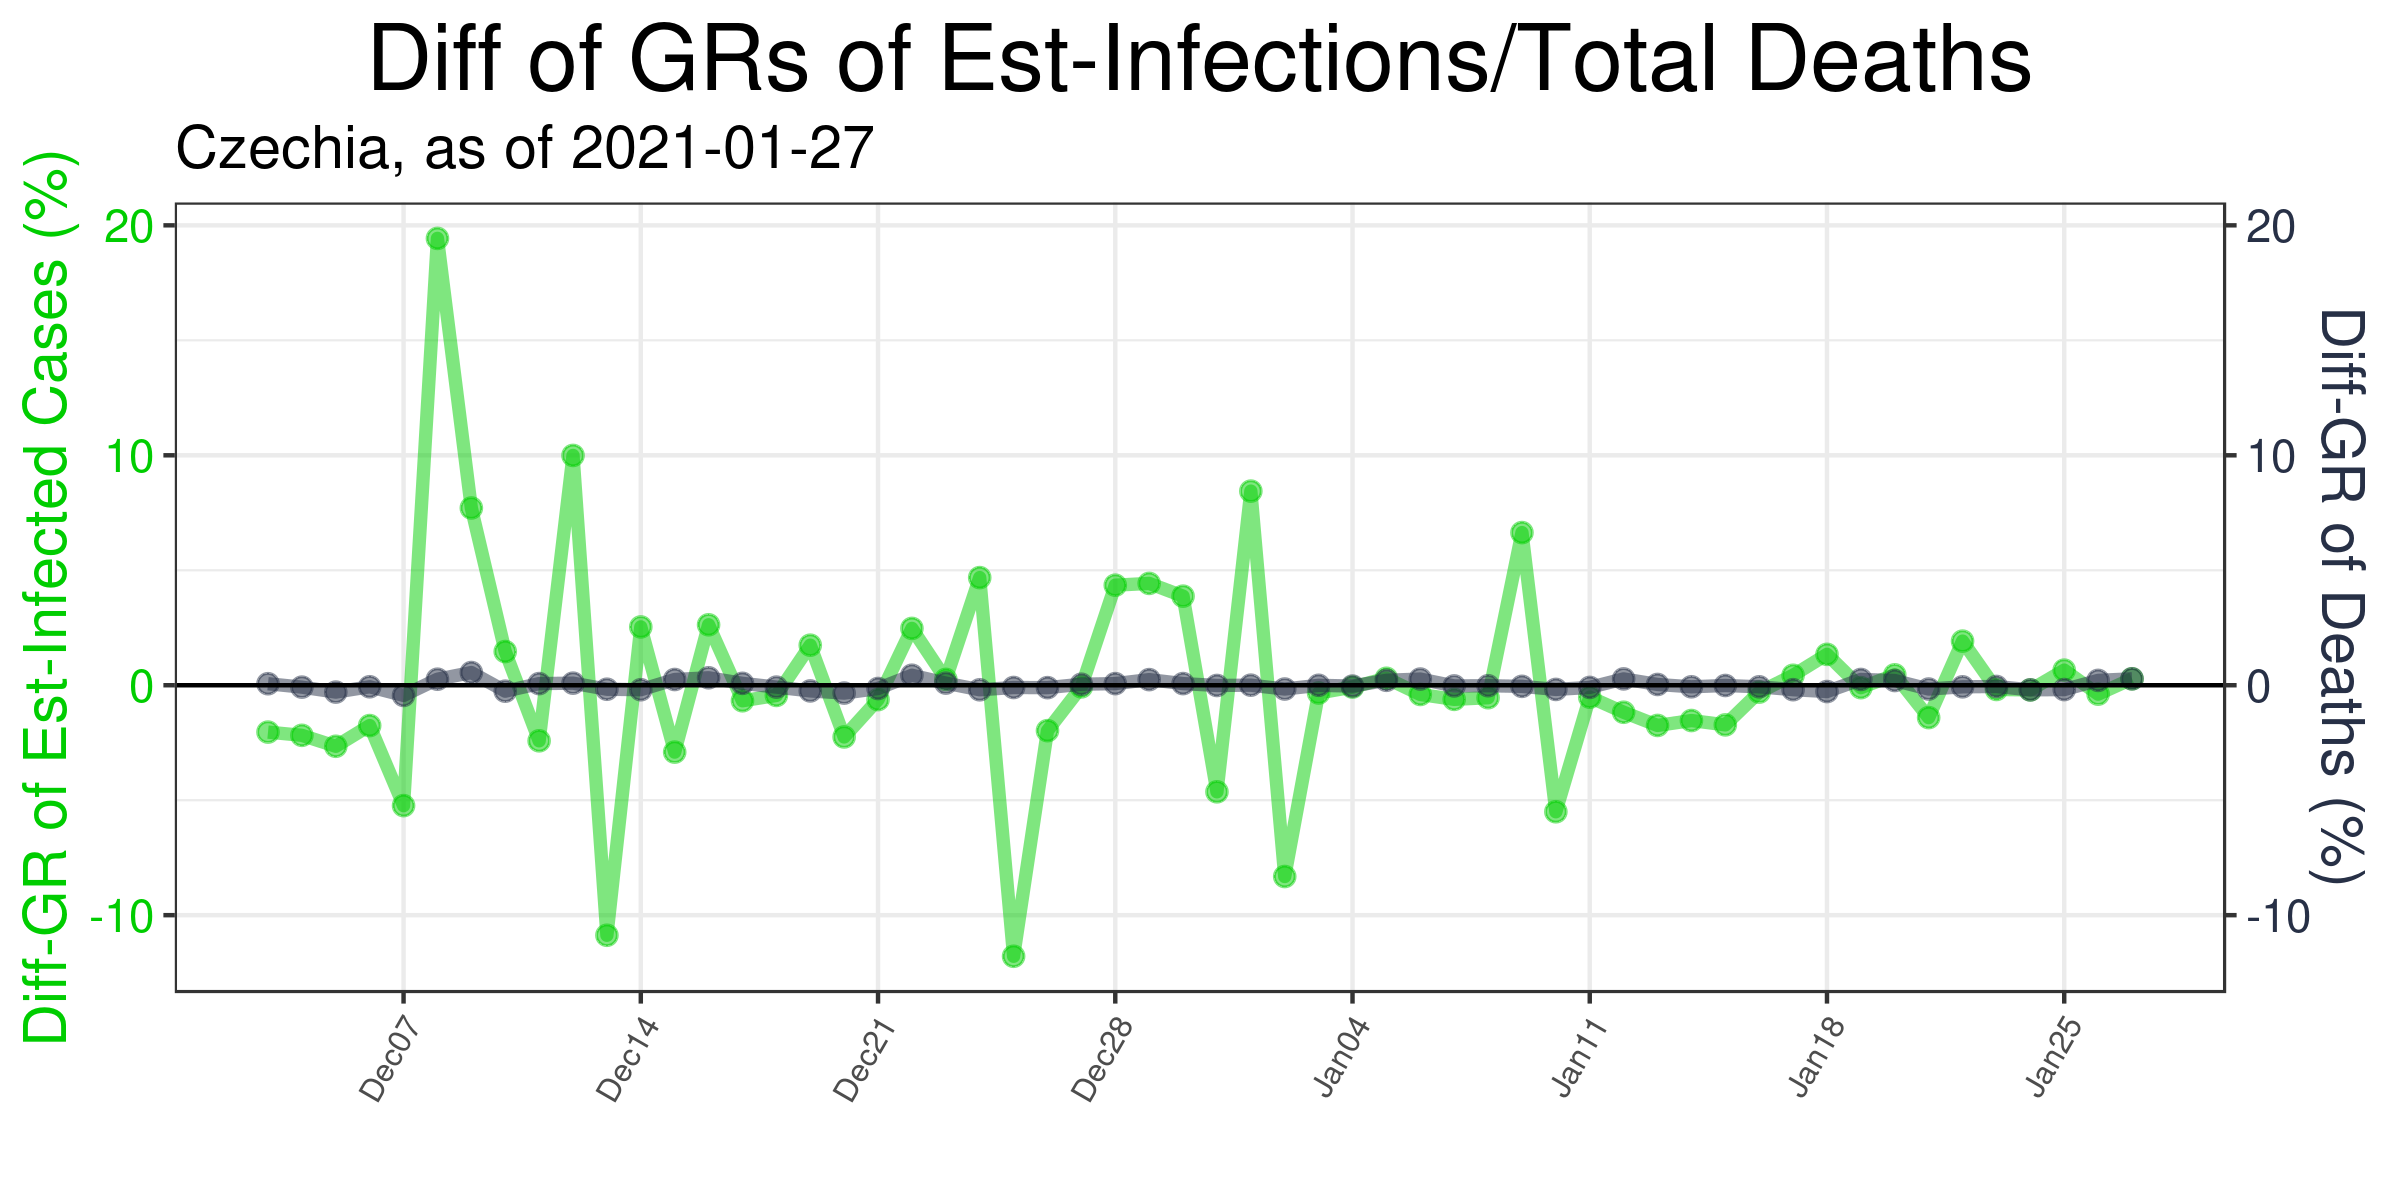 Diff of GRs of Est-Infections/Total Deaths
Czechia, as of 2021-01-27
Diff-GR of Est-Infected Cases (%)
20
10
0
-10
20
10
0
-10
Diff-GR of Deaths (%)
Dec07
Dec14
Dec21
Dec28
Jan04
Jan11
Jan18
Jan25